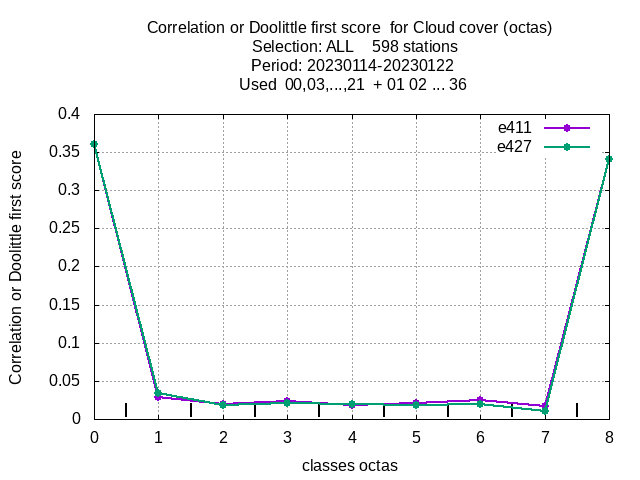 Correlation or Doolittle first score  for Cloud cover (octas)
Selection: ALL    598 stations
Period: 20230114-20230122
Used  00,03,...,21  + 01 02 ... 36
e411
e427
0.4
0.35
0.3
0.25
0.2
0.15
0.1
0.05
0
Correlation or Doolittle first score
0 1 2 3 4 5 6 7 8
classes octas